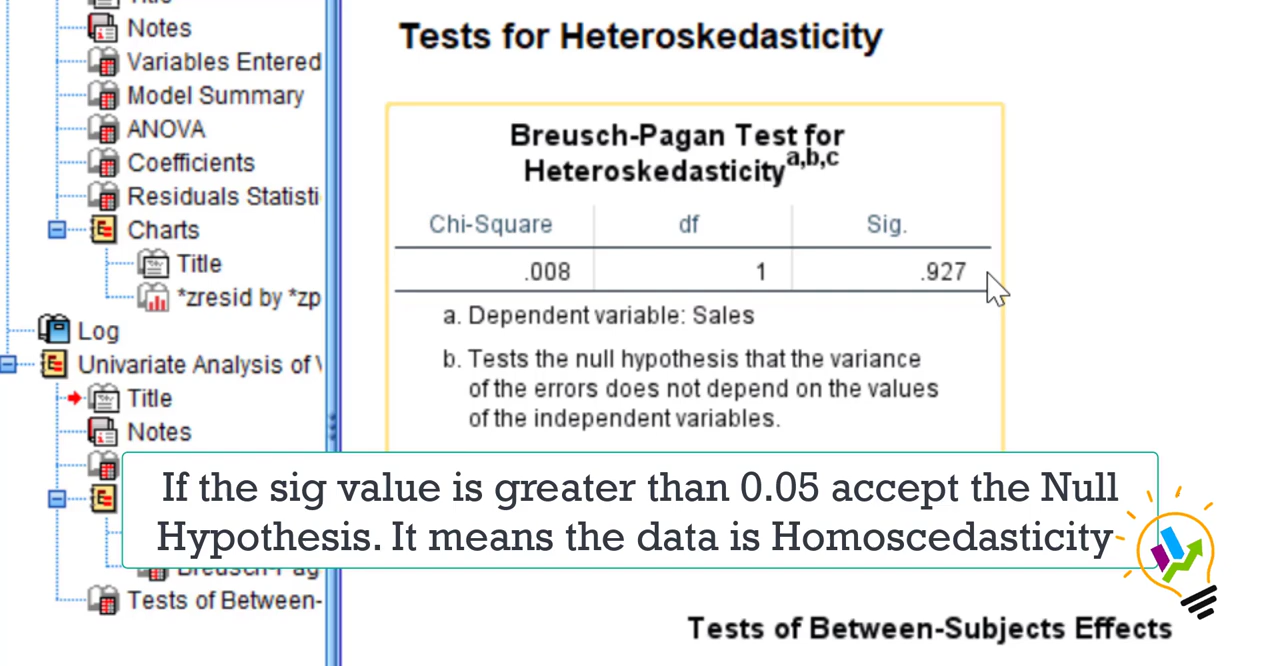 Notes
Variables Entered
Model Summary
ANOVA
Coefficients
Residuals Statisti
Charts
Title
*zresid by *zp
Log
Univariate Analysis of
Title
Notes
Tests of Between-
Tests for Heteroskedasticity
Breusch-Pagan Test for
Heteroskedasticity a,b,c
Chi-Square df Sig.
.008 1 .927
a. Dependent variable: Sales
b. Tests the null hypothesis that the variance
of the errors does not depend on the values
of the independent variables.
If the sig value is greater than 0.05 accept the Null
Hypothesis. It means the data is Homoscedasticity
Tests of Between-Subjects Effects